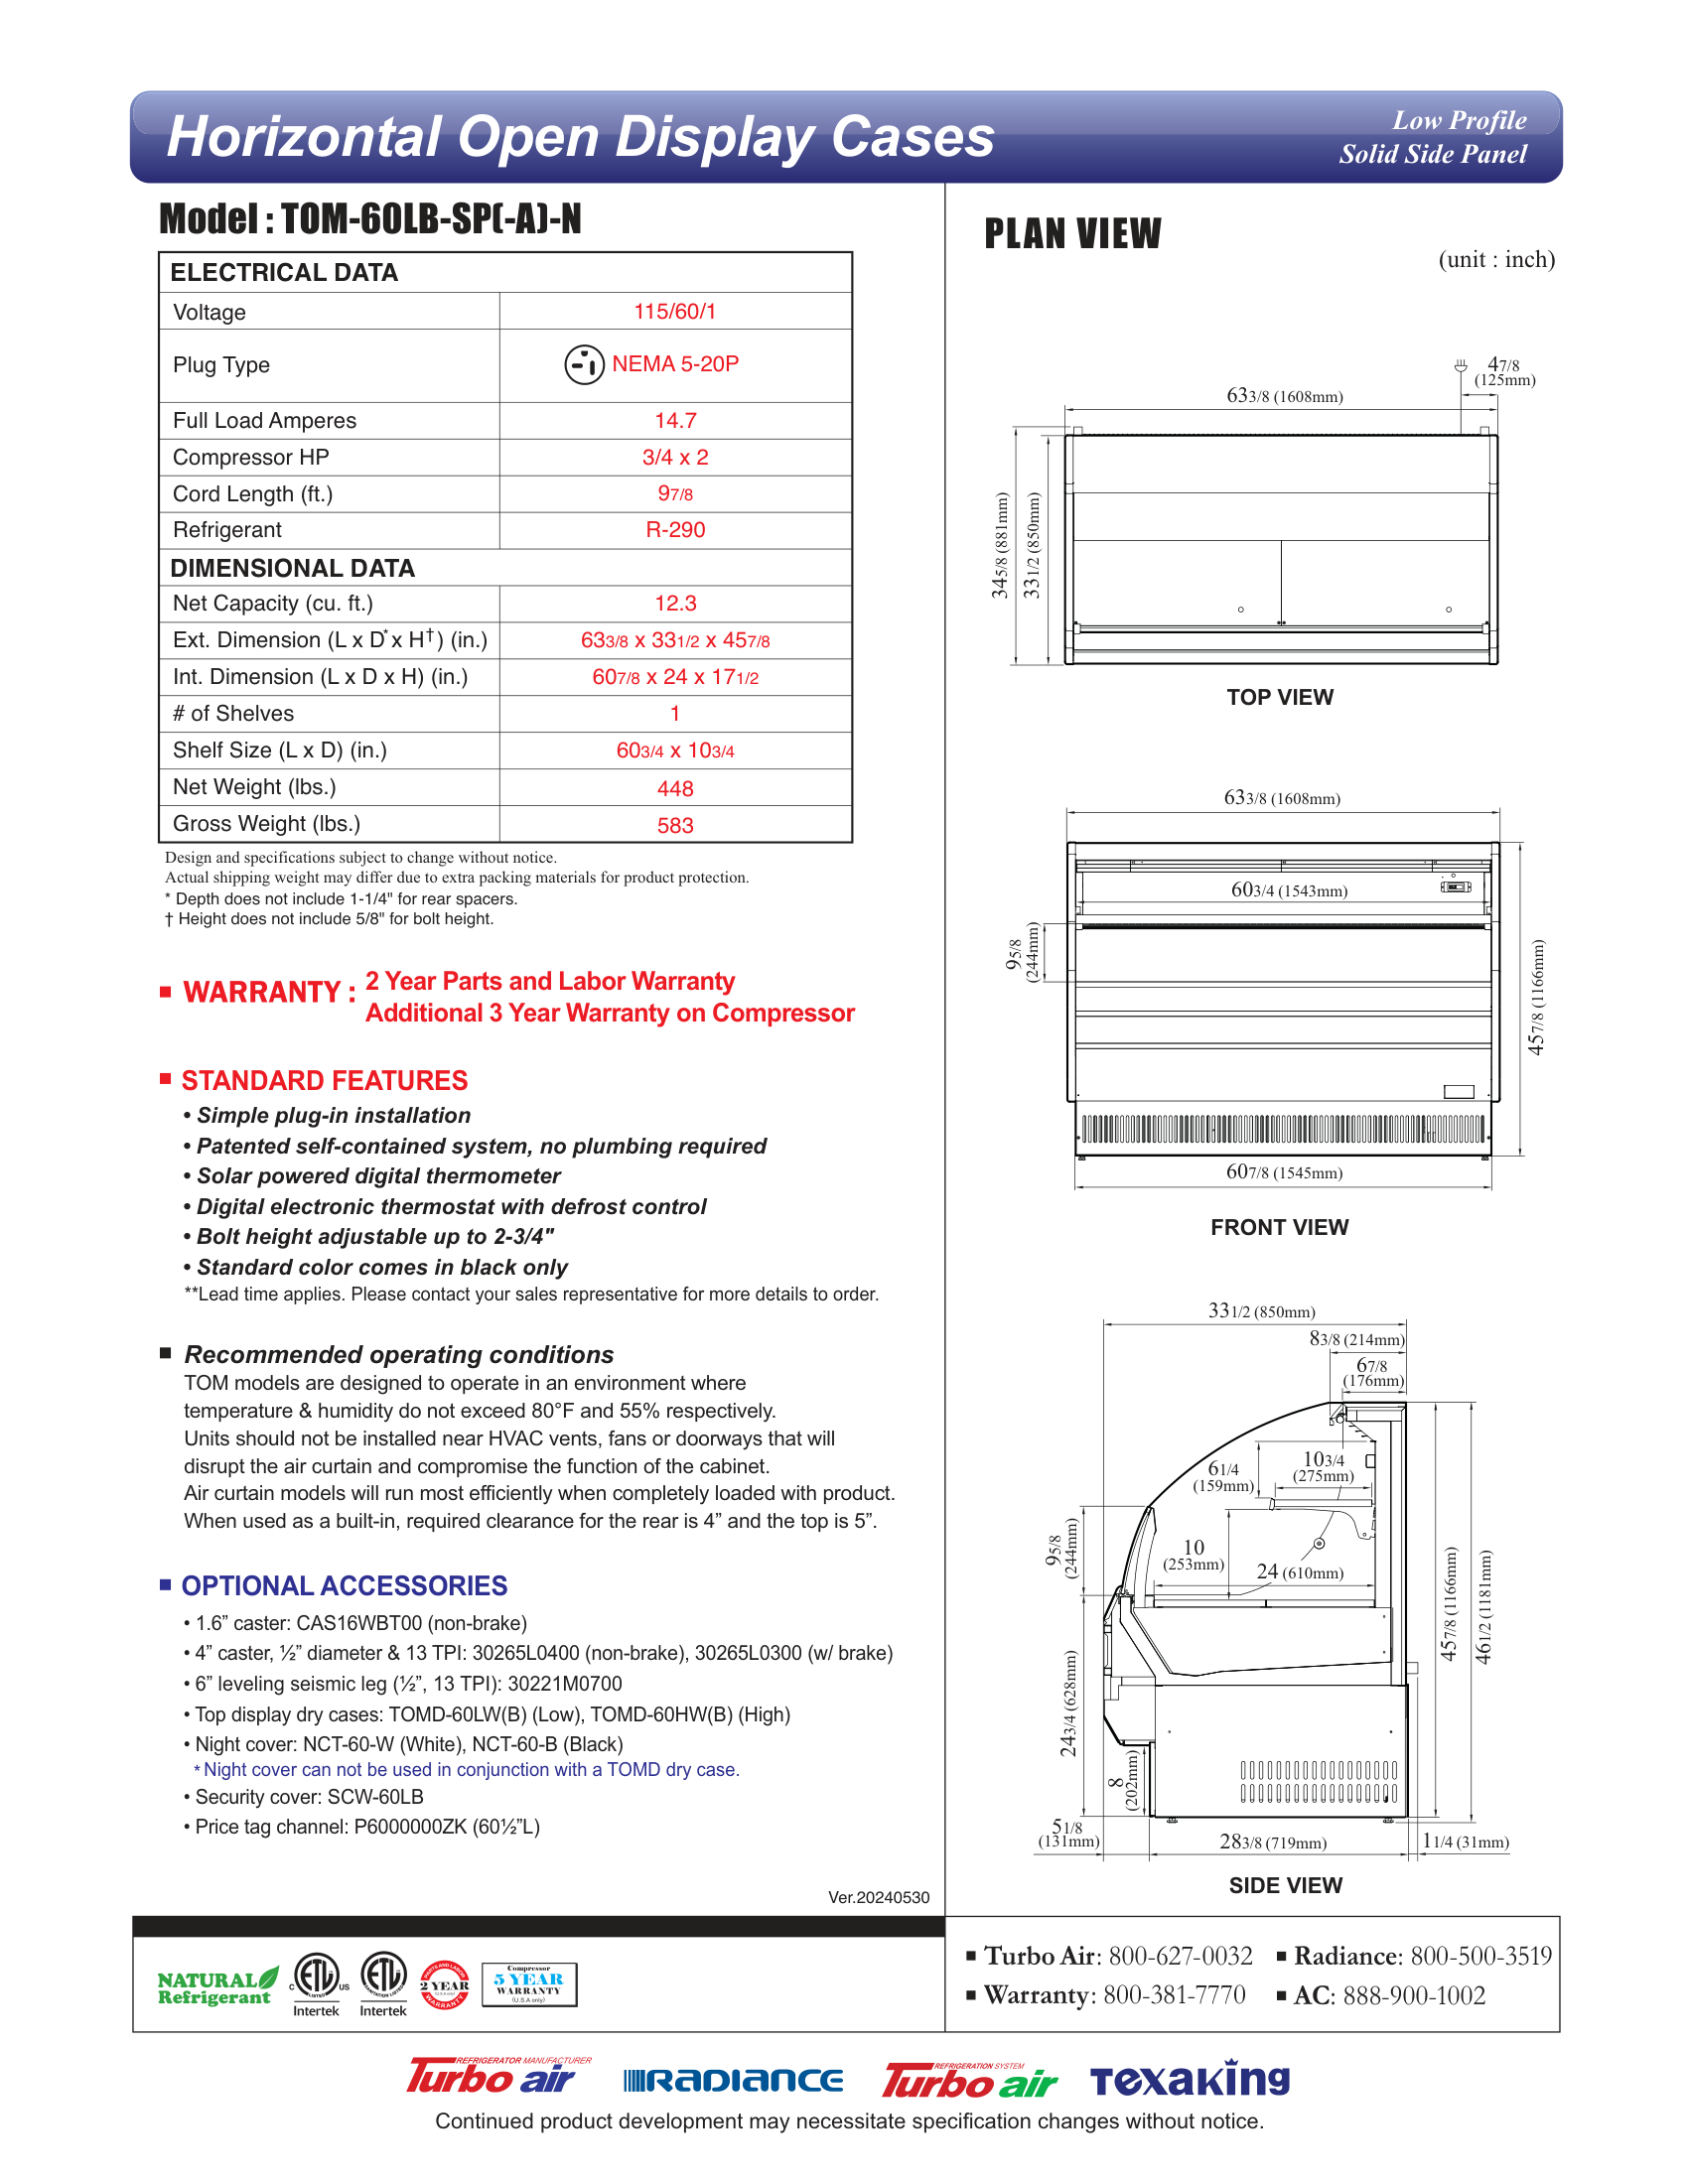 Horizontal Open Display Cases
Low Profile
Solid Side Panel
Model : TOM-60LB-SP(-A)-N
ELECTRICAL DATA
Voltage 115/60/1
Plug Type NEMA 5-20P
Full Load Amperes 14.7
Compressor HP 3/4 x 2
Cord Length (ft.) 97/8
Refrigerant R-290
DIMENSIONAL DATA
Net Capacity (cu. ft.) 12.3
Ext. Dimension (L x D* x H†) (in.) 633/8 x 331/2 x 457/8
Int. Dimension (L x D x H) (in.) 607/8 x 24 x 171/2
# of Shelves 1
Shelf Size (L x D) (in.) 603/4 x 103/4
Net Weight (lbs.) 448
Gross Weight (lbs.) 583
Design and specifications subject to change without notice.
Actual shipping weight may differ due to extra packing materials for product protection.
* Depth does not include 1-1/4" for rear spacers.
† Height does not include 5/8" for bolt height.
■ WARRANTY : 2 Year Parts and Labor Warranty
Additional 3 Year Warranty on Compressor
■ STANDARD FEATURES
• Simple plug-in installation
• Patented self-contained system, no plumbing required
• Solar powered digital thermometer
• Digital electronic thermostat with defrost control
• Bolt height adjustable up to 2-3/4"
• Standard color comes in black only
**Lead time applies. Please contact your sales representative for more details to order.
■ Recommended operating conditions
TOM models are designed to operate in an environment where
temperature & humidity do not exceed 80°F and 55% respectively.
Units should not be installed near HVAC vents, fans or doorways that will
disrupt the air curtain and compromise the function of the cabinet.
Air curtain models will run most efficiently when completely loaded with product.
When used as a built-in, required clearance for the rear is 4” and the top is 5”.
■ OPTIONAL ACCESSORIES
• 1.6” caster: CAS16WBT00 (non-brake)
• 4” caster, ½” diameter & 13 TPI: 30265L0400 (non-brake), 30265L0300 (w/ brake)
• 6” leveling seismic leg (½”, 13 TPI): 30221M0700
• Top display dry cases: TOMD-60LW(B) (Low), TOMD-60HW(B) (High)
• Night cover: NCT-60-W (White), NCT-60-B (Black)
* Night cover can not be used in conjunction with a TOMD dry case.
• Security cover: SCW-60LB
• Price tag channel: P6000000ZK (60½”L)
Ver.20240530
PLAN VIEW
(unit : inch)
47/8
(125mm)
633/8 (1608mm)
345/8 (881mm)
331/2 (850mm)
TOP VIEW
633/8 (1608mm)
603/4 (1543mm)
95/8
(244mm)
457/8 (1166mm)
607/8 (1545mm)
FRONT VIEW
331/2 (850mm)
83/8 (214mm)
67/8
(176mm)
103/4
(275mm)
61/4
(159mm)
95/8
(244mm)
10
(253mm)
24 (610mm)
457/8 (1166mm)
461/2 (1181mm)
243/4 (628mm)
8
(202mm)
51/8
(131mm)
283/8 (719mm)
11/4 (31mm)
SIDE VIEW
NATURAL
Refrigerant
C ETL US
LISTED
Intertek
ETL
SANITATION LISTED
Intertek
PARTS AND LABOR
2 YEAR
(U.S.A only)
WARRANTY
Compressor
5 YEAR
WARRANTY
(U.S.A only)
■ Turbo Air: 800-627-0032 ■ Radiance: 800-500-3519
■ Warranty: 800-381-7770 ■ AC: 888-900-1002
REFRIGERATOR MANUFACTURER
Turbo air
RADIANCE
REFRIGERATION SYSTEM
Turbo air
Texaking
Continued product development may necessitate specification changes without notice.